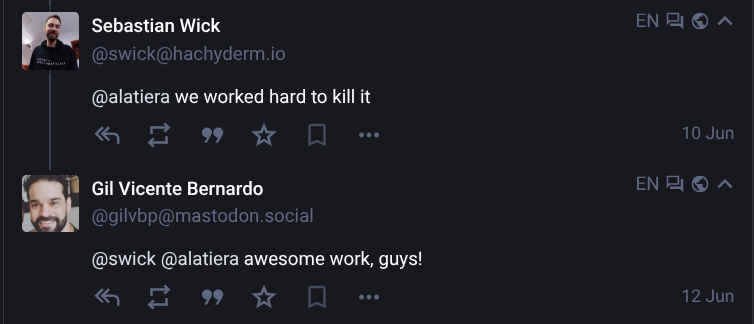 Sebastian Wick
EN
@swick@hachyderm.io
@alatiera we worked hard to kill it
10 Jun
Gil Vicente Bernardo
EN
@gilvbp@mastodon.social
@swick @alatiera awesome work, guys!
12 Jun